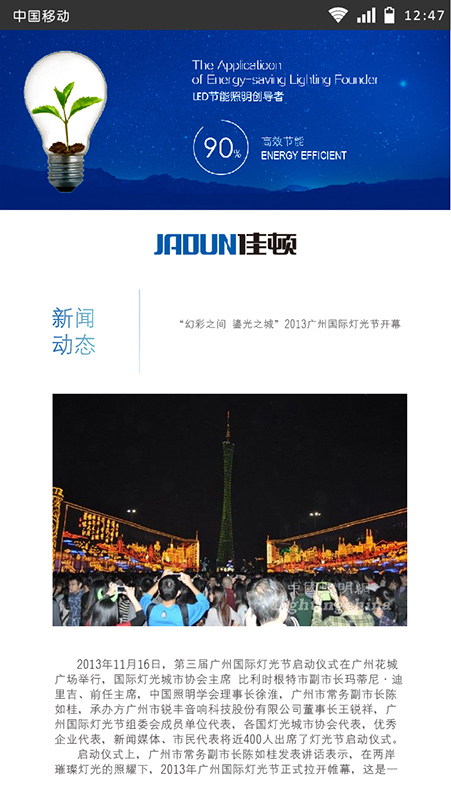 中国移动 12:47
The Applicaticon
of Energy-saving Lighting Founder
LED节能照明创导者
90%
高效节能
ENERGY EFFICIENT
JADUN佳顿
新闻
动态
“幻彩之间 鎏光之城”2013广州国际灯光节开幕
中國照明網
lightingchina
2013年11月16日，第三届广州国际灯光节启动仪式在广州花城
广场举行，国际灯光城市协会主席 比利时根特市副市长玛蒂尼·迪
里吉、前任主席，中国照明学会理事长徐淮，广州市常务副市长陈
如桂，承办方广州市锐丰音响科技股份有限公司董事长王锐祥，广
州国际灯光节组委会成员单位代表，各国灯光城市协会代表，优秀
企业代表，新闻媒体、市民代表将近400人出席了灯光节启动仪式。
启动仪式上，广州市常务副市长陈如桂发表讲话表示，在两岸
璀璨灯光的照耀下，2013年广州国际灯光节正式拉开帷幕，这是一